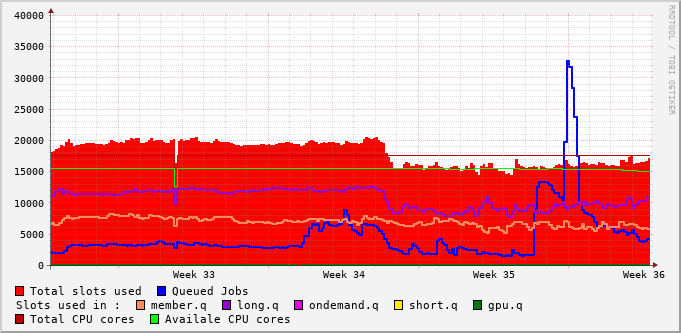 RRDTOOL / TOBI OETIKER
40000
35000
30000
25000
20000
15000
10000
5000
0
Week 33 Week 34 Week 35 Week 36
Total slots used Queued Jobs
Slots used in : member.q long.q ondemand.q short.q gpu.q
Total CPU cores Availale CPU cores